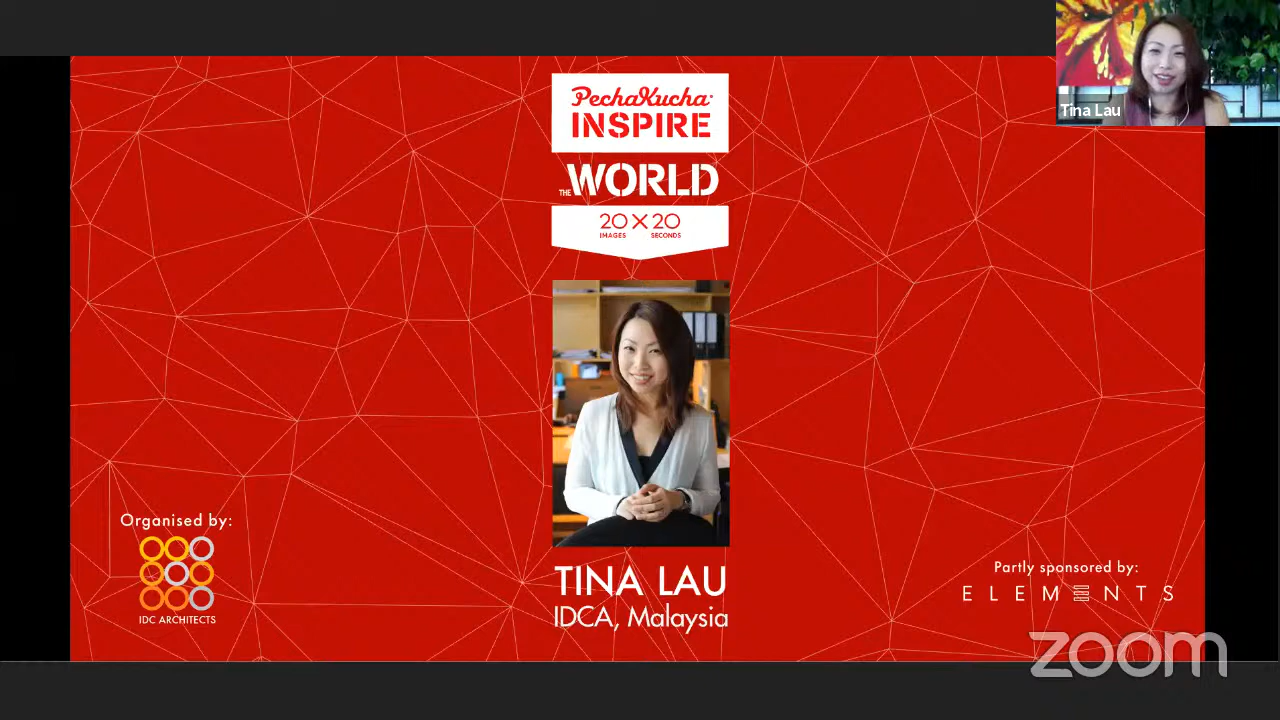 Tina Lau
PechaKucha
INSPIRE
THE WORLD
20 X 20
IMAGES SECONDS
Organised by:
IDC ARCHITECTS
TINA LAU
IDCA, Malaysia
Partly sponsored by:
ELEMENTS
zoom